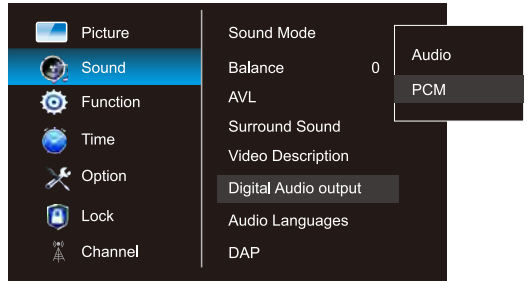 Picture
Sound
Function
Time
Option
Lock
Channel
Sound Mode
Balance 0
AVL
Surround Sound
Video Description
Digital Audio output
Audio Languages
DAP
Audio
PCM